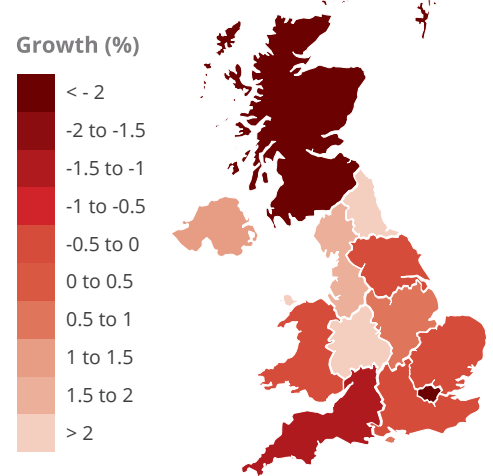 Growth (%)
< - 2
-2 to -1.5
-1.5 to -1
-1 to -0.5
-0.5 to 0
0 to 0.5
0.5 to 1
1 to 1.5
1.5 to 2
> 2